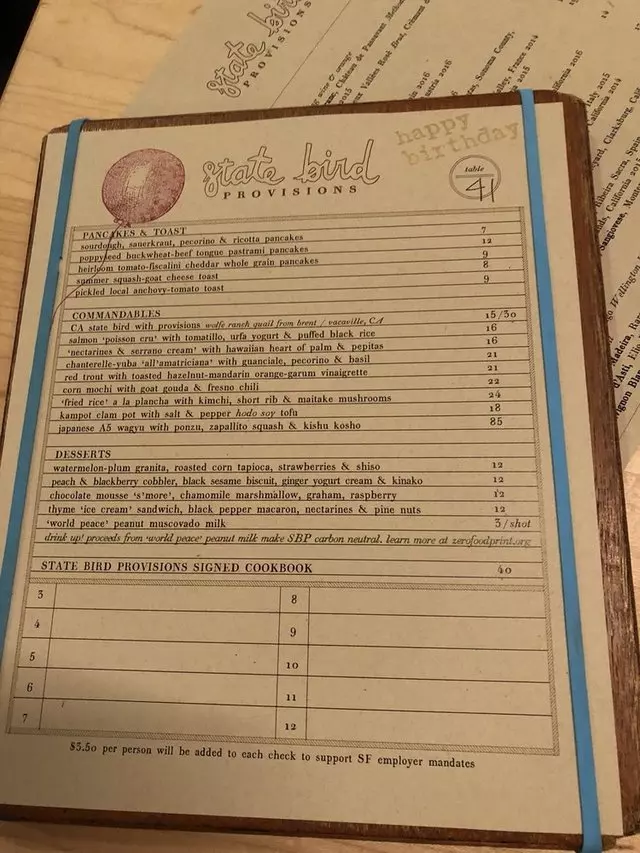 happy
birthday
state bird
PROVISIONS
table
41
PANCAKES & TOAST
sourdough, sauerkraut, pecorino & ricotta pancakes 7
poppyseed buckwheat-beef tongue pastrami pancakes 12
heirloom tomato-fiscalini cheddar whole grain pancakes 9
summer squash-goat cheese toast 8
pickled local anchovy-tomato toast 9
COMMANDABLES
CA state bird with provisions wolfe ranch quail from brent / vacaville, CA 15/30
salmon 'poisson cru' with tomatillo, urfa yogurt & puffed black rice 16
'nectarines & serrano cream' with hawaiian heart of palm & pepitas 16
chanterelle-yuba 'all'amatriciana' with guanciale, pecorino & basil 21
red trout with toasted hazelnut-mandarin orange-garum vinaigrette 21
corn mochi with goat gouda & fresno chili 22
'fried rice' a la plancha with kimchi, short rib & maitake mushrooms 24
kampot clam pot with salt & pepper hodo soy tofu 18
japanese A5 wagyu with ponzu, zapallito squash & kishu kosho 85
DESSERTS
watermelon-plum granita, roasted corn tapioca, strawberries & shiso 12
peach & blackberry cobbler, black sesame biscuit, ginger yogurt cream & kinako 12
chocolate mousse 's'more', chamomile marshmallow, graham, raspberry 12
thyme 'ice cream' sandwich, black pepper macaron, nectarines & pine nuts 12
'world peace' peanut muscovado milk 3/shot
drink up! proceeds from 'world peace' peanut milk make SBP carbon neutral. learn more at zerofoodprint.org
STATE BIRD PROVISIONS SIGNED COOKBOOK 40
3 8
4 9
5 10
6 11
7 12
$3.50 per person will be added to each check to support SF employer mandates
state bird
PROVISIONS